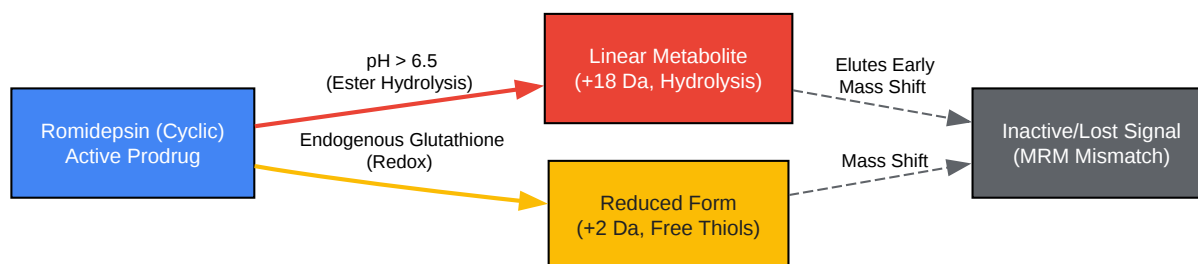 Romidepsin (Cyclic)
Active Prodrug
pH > 6.5
(Ester Hydrolysis)
Endogenous Glutathione
(Redox)
Linear Metabolite
(+18 Da, Hydrolysis)
Reduced Form
(+2 Da, Free Thiols)
Elutes Early
Mass Shift
Mass Shift
Inactive/Lost Signal
(MRM Mismatch)